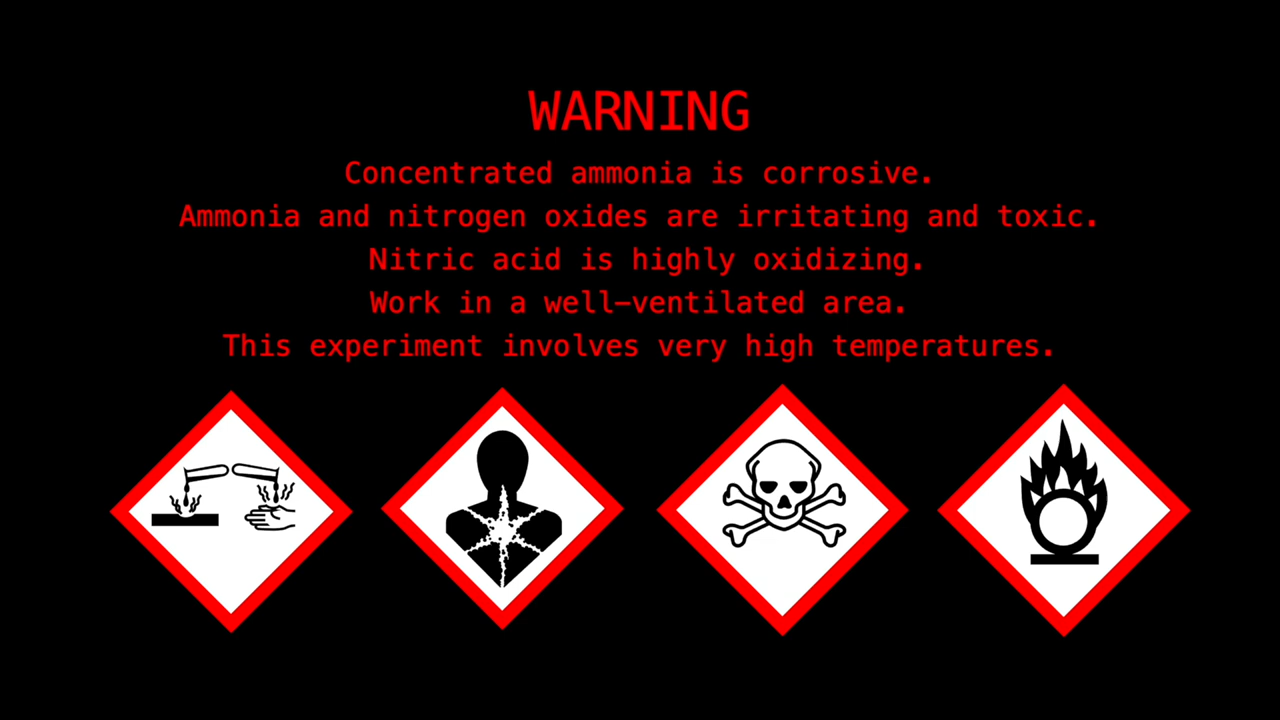 WARNING
Concentrated ammonia is corrosive.
Ammonia and nitrogen oxides are irritating and toxic.
Nitric acid is highly oxidizing.
Work in a well-ventilated area.
This experiment involves very high temperatures.